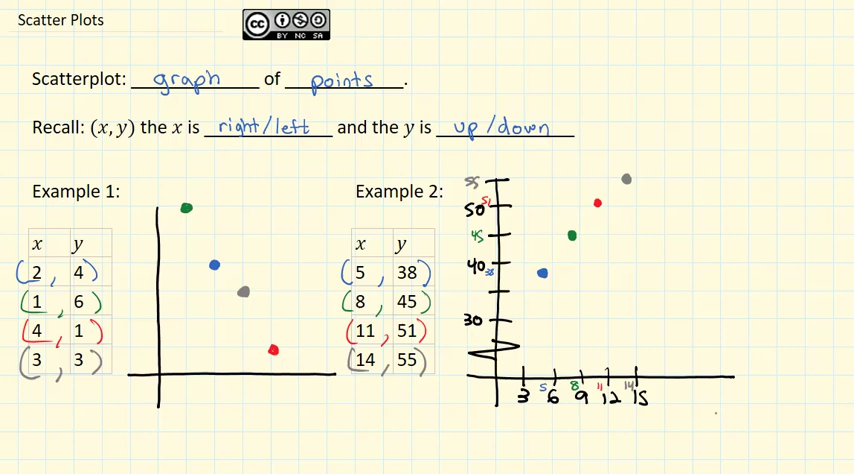 Scatter Plots
CC BY NC SA
Scatterplot: graph of points.
Recall: (x, y) the x is right/left and the y is up/down
Example 1:
x y
(2, 4)
(1, 6)
(4, 1)
(3, 3)
Example 2:
x y
(5, 38)
(8, 45)
(11, 51)
(14, 55)
55
50 51
45
40 38
30
3 5 6 8 9 11 12 14 15